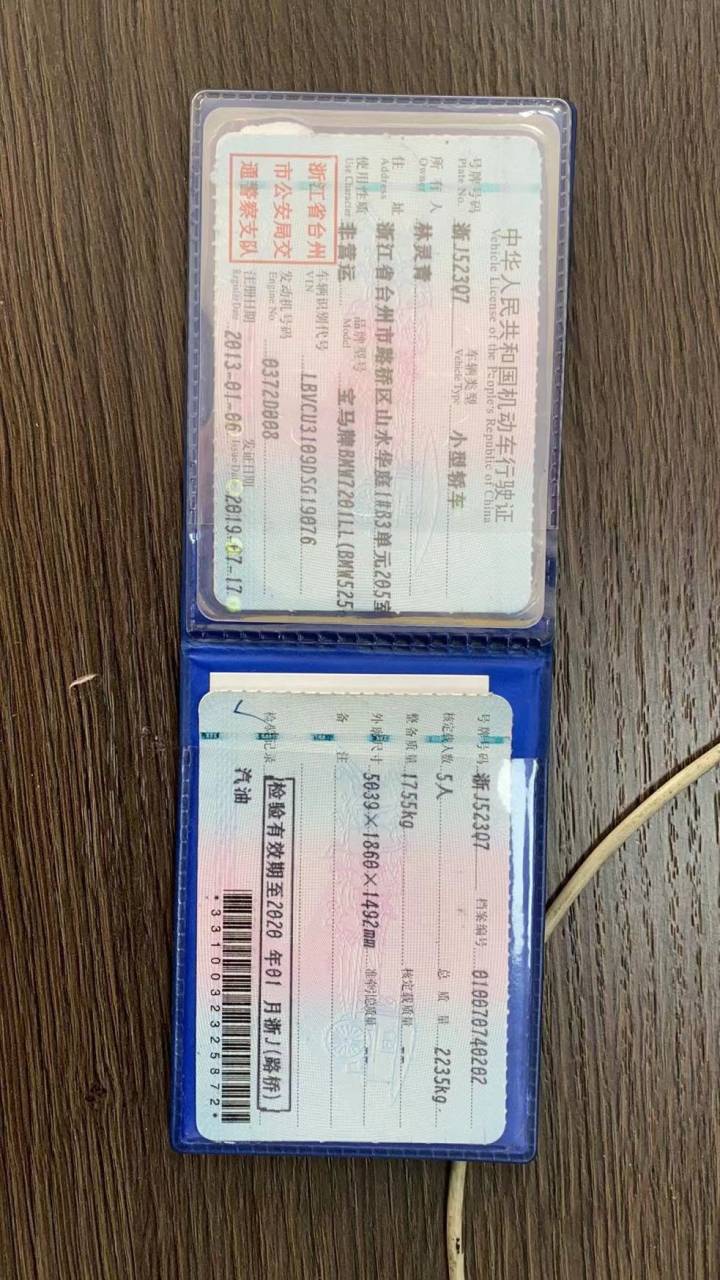 中华人民共和国机动车行驶证
Vehicle License of the People's Republic of China
号牌号码 浙J523Q7 车辆类型 小型轿车
Plate No. Vehicle Type
所有人 林灵青
Owner
住址 浙江省台州市路桥区山水华庭1#B3单元205室
Address
使用性质 非营运 品牌型号 宝马牌BMW7201LL(BMW525
Use Character Model
浙江省台州
市公安局交
通警察支队
车辆识别代号 LBVCU3109DSG19076
VIN
发动机号码 0372D008
Engine No.
注册日期 2013-01-06 发证日期 2019-07-17
Register Date Issue Date
号牌号码 浙J523Q7 档案编号 010070740202
核定载人数 5人 总质量 2235kg
整备质量 1755kg 核定载质量 --
外廓尺寸 5039×1860×1492mm 准牵引总质量 --
备注
检验记录 检验有效期至2020年01月浙J(路桥)
汽油
*3310032325872*